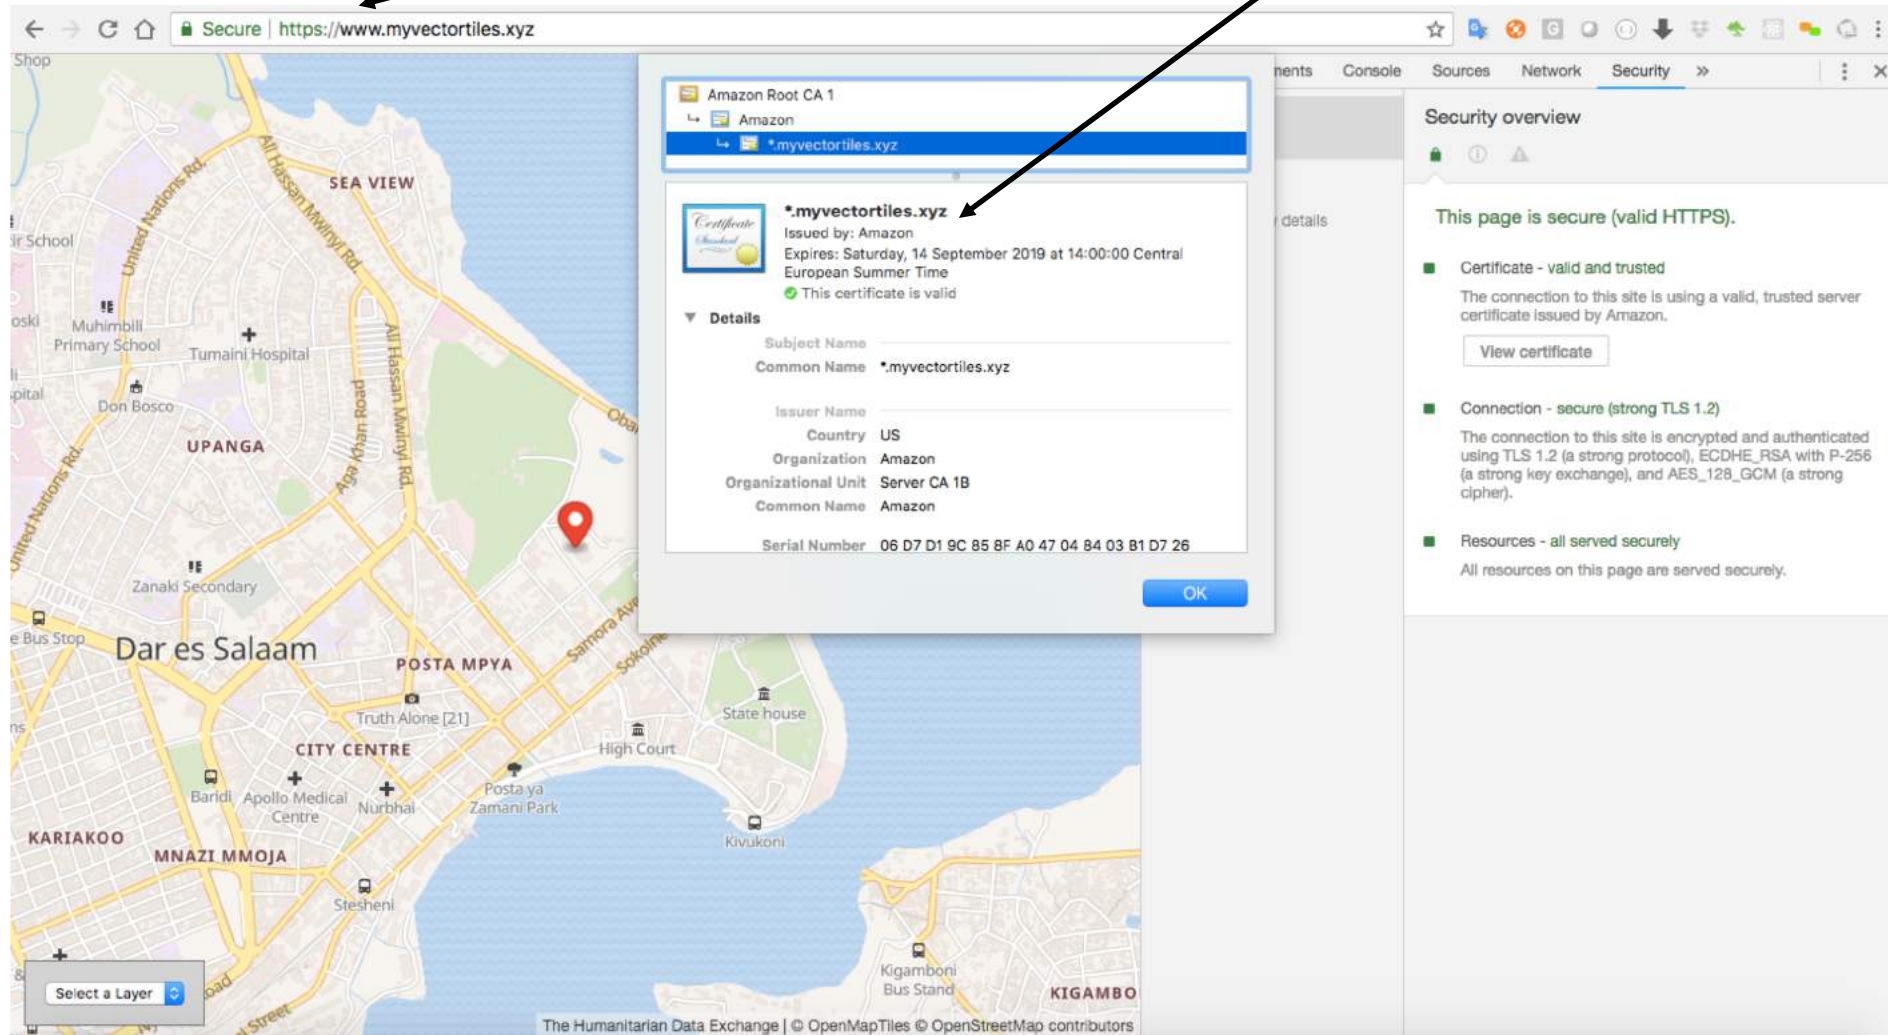 Secure | https://www.myvectortiles.xyz
Console
Sources
Network
Security
»
Amazon Root CA 1
Amazon
*.myvectortiles.xyz
*.myvectortiles.xyz
Issued by: Amazon
Expires: Saturday, 14 September 2019 at 14:00:00 Central
European Summer Time
This certificate is valid
Details
Subject Name
Common Name *.myvectortiles.xyz
Issuer Name
Country US
Organization Amazon
Organizational Unit Server CA 1B
Common Name Amazon
Serial Number 06 D7 D1 9C 85 8F A0 47 04 84 03 B1 D7 26
OK
details
Security overview
This page is secure (valid HTTPS).
Certificate - valid and trusted
The connection to this site is using a valid, trusted server
certificate issued by Amazon.
View certificate
Connection - secure (strong TLS 1.2)
The connection to this site is encrypted and authenticated
using TLS 1.2 (a strong protocol), ECDHE_RSA with P-256
(a strong key exchange), and AES_128_GCM (a strong
cipher).
Resources - all served securely
All resources on this page are served securely.
Shop
SEA VIEW
United Nations Rd.
Ali Hassan Mwinyi Rd.
School
Muhimbili
Primary School
Tumaini Hospital
Ali Hassan Mwinyi Rd.
Don Bosco
Aga Khan Road
UPANGA
United Nations Rd.
Zanaki Secondary
Bus Stop
Dar es Salaam
Samora Ave
POSTA MPYA
Truth Alone [21]
State house
CITY CENTRE
High Court
Baridi
Apollo Medical
Centre
Nurbhai
Posta ya
Zamani Park
KARIAKOO
MNAZI MMOJA
Kivukoni
Stesheni
Kigamboni
Bus Stand
KIGAMBO
Select a Layer
Street
The Humanitarian Data Exchange | © OpenMapTiles © OpenStreetMap contributors